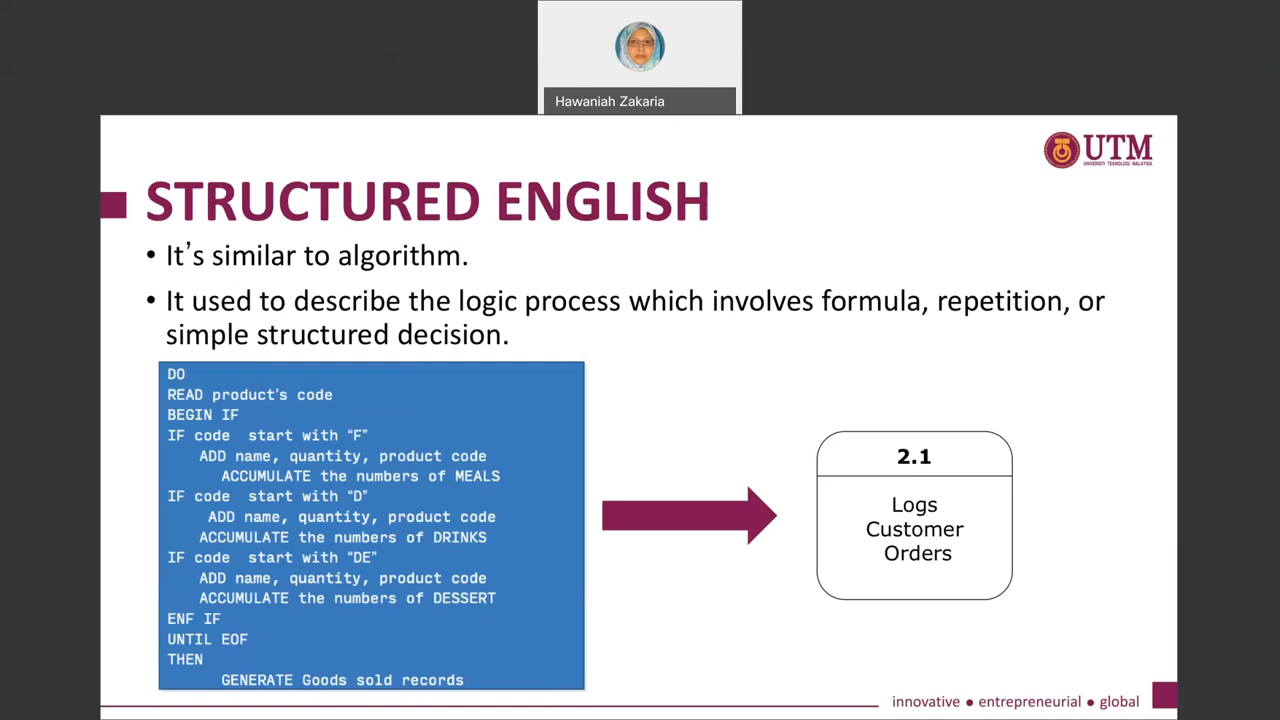 Hawaniah Zakaria
UTM
UNIVERSITI TEKNOLOGI MALAYSIA
STRUCTURED ENGLISH
• It’s similar to algorithm.
• It used to describe the logic process which involves formula, repetition, or
simple structured decision.
DO
READ product’s code
BEGIN IF
IF code start with “F”
ADD name, quantity, product code
ACCUMULATE the numbers of MEALS
IF code start with “D”
ADD name, quantity, product code
ACCUMULATE the numbers of DRINKS
IF code start with “DE”
ADD name, quantity, product code
ACCUMULATE the numbers of DESSERT
ENF IF
UNTIL EOF
THEN
GENERATE Goods sold records
2.1
Logs
Customer
Orders
innovative ● entrepreneurial ● global